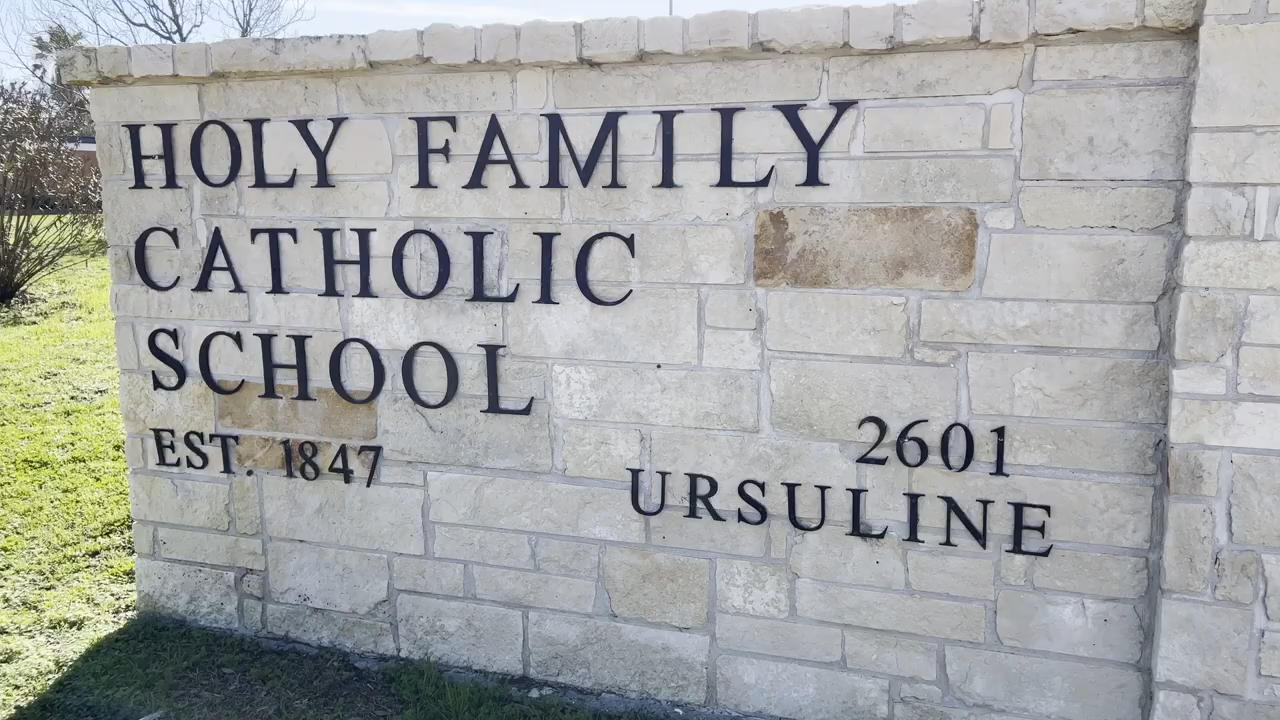 HOLY FAMILY
CATHOLIC
SCHOOL
EST. 1847
2601
URSULINE